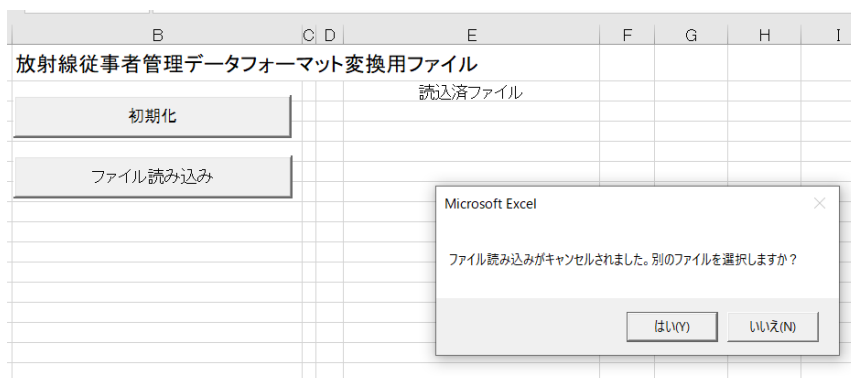 B C D E F G H I
放射線従事者管理データフォーマット変換用ファイル
読込済ファイル
初期化
ファイル読み込み
Microsoft Excel
ファイル読み込みがキャンセルされました。別のファイルを選択しますか？
はい(Y) いいえ(N)